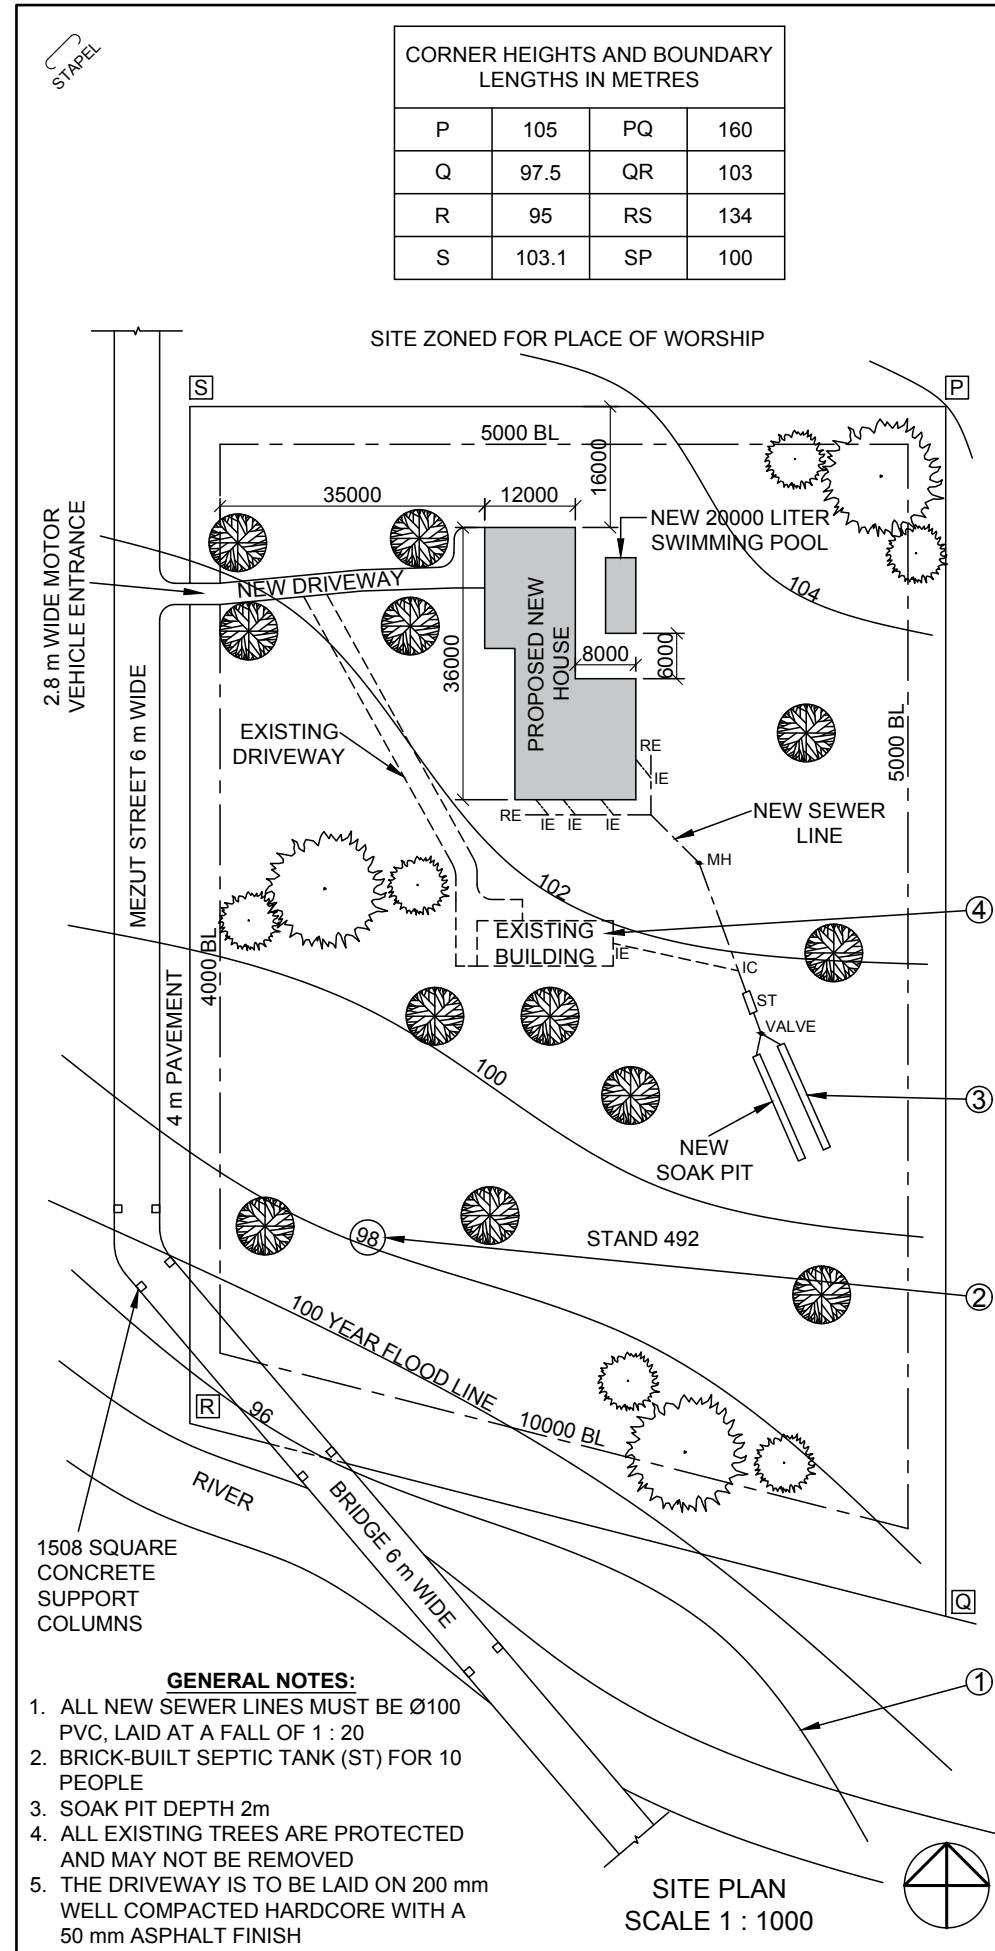 STAPEL
CORNER HEIGHTS AND BOUNDARY
LENGTHS IN METRES
P 105 PQ 160
Q 97.5 QR 103
R 95 RS 134
S 103.1 SP 100
SITE ZONED FOR PLACE OF WORSHIP
S
P
5000 BL
16000
35000
12000
2.8 m WIDE MOTOR
VEHICLE ENTRANCE
NEW 20000 LITER
SWIMMING POOL
NEW DRIVEWAY
104
36000
PROPOSED NEW
HOUSE
8000
6000
MEZUT STREET 6 m WIDE
EXISTING
DRIVEWAY
5000 BL
RE
IE
RE
IE
IE
IE
NEW SEWER
LINE
MH
102
4
EXISTING
BUILDING
IE
IC
4000 BL
4 m PAVEMENT
ST
VALVE
100
3
NEW
SOAK PIT
98
STAND 492
2
100 YEAR FLOOD LINE
R
96
10000 BL
RIVER
BRIDGE 6 m WIDE
1508 SQUARE
CONCRETE
SUPPORT
COLUMNS
Q
1
GENERAL NOTES:
1. ALL NEW SEWER LINES MUST BE Ø100
PVC, LAID AT A FALL OF 1 : 20
2. BRICK-BUILT SEPTIC TANK (ST) FOR 10
PEOPLE
3. SOAK PIT DEPTH 2m
4. ALL EXISTING TREES ARE PROTECTED
AND MAY NOT BE REMOVED
5. THE DRIVEWAY IS TO BE LAID ON 200 mm
WELL COMPACTED HARDCORE WITH A
50 mm ASPHALT FINISH
SITE PLAN
SCALE 1 : 1000